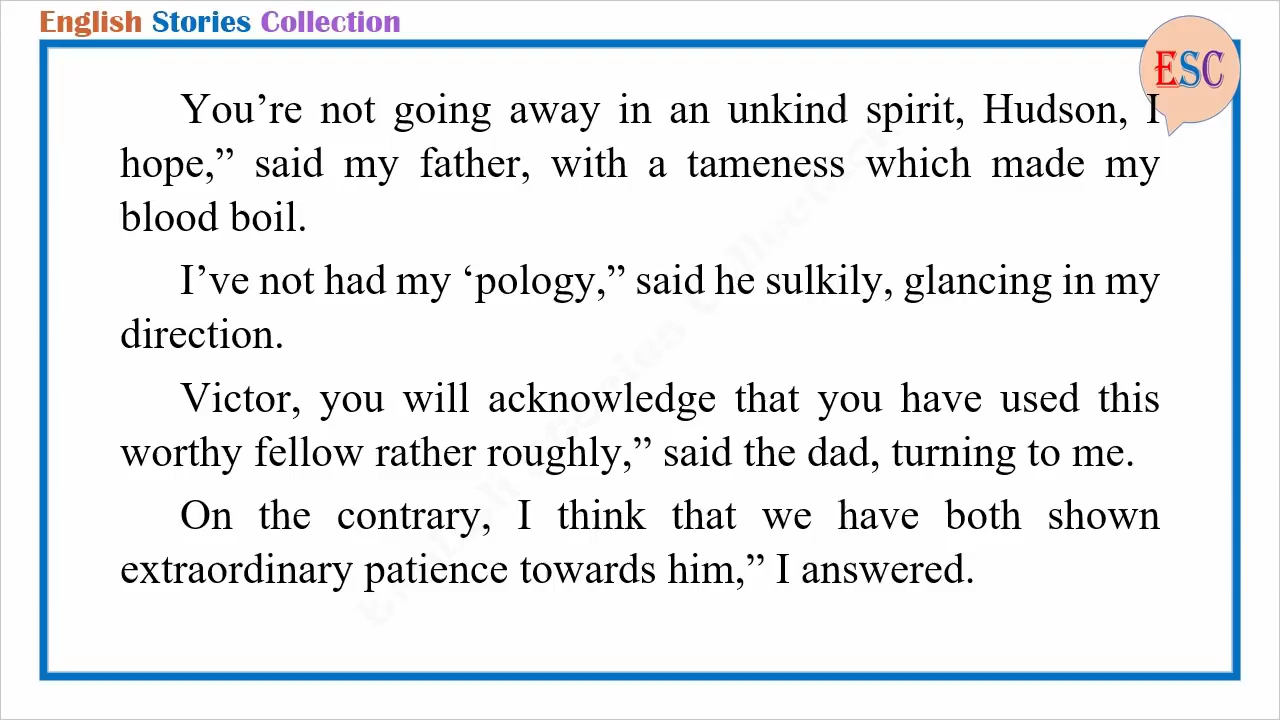 English Stories Collection
ESC
You’re not going away in an unkind spirit, Hudson, I
hope,” said my father, with a tameness which made my
blood boil.
I’ve not had my ‘pology,” said he sulkily, glancing in my
direction.
Victor, you will acknowledge that you have used this
worthy fellow rather roughly,” said the dad, turning to me.
On the contrary, I think that we have both shown
extraordinary patience towards him,” I answered.
English Stories Collection